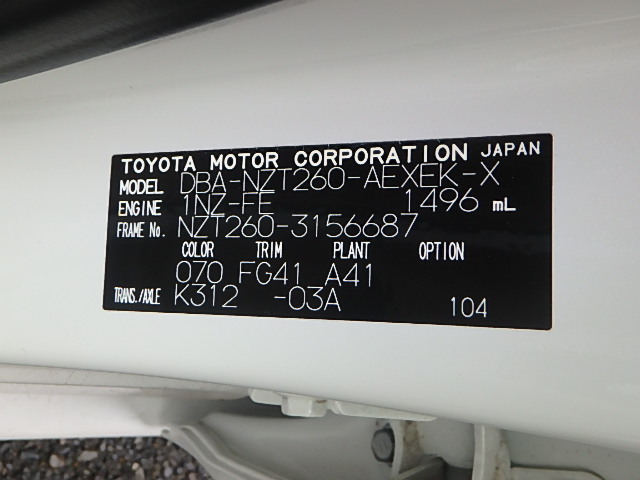 TOYOTA MOTOR CORPORATION JAPAN
MODEL DBA-NZT260-AEXEK-X
ENGINE 1NZ-FE 1496 mL
FRAME No. NZT260-3156687
COLOR TRIM PLANT OPTION
070 FG41 A41
TRANS./AXLE K312 -03A 104